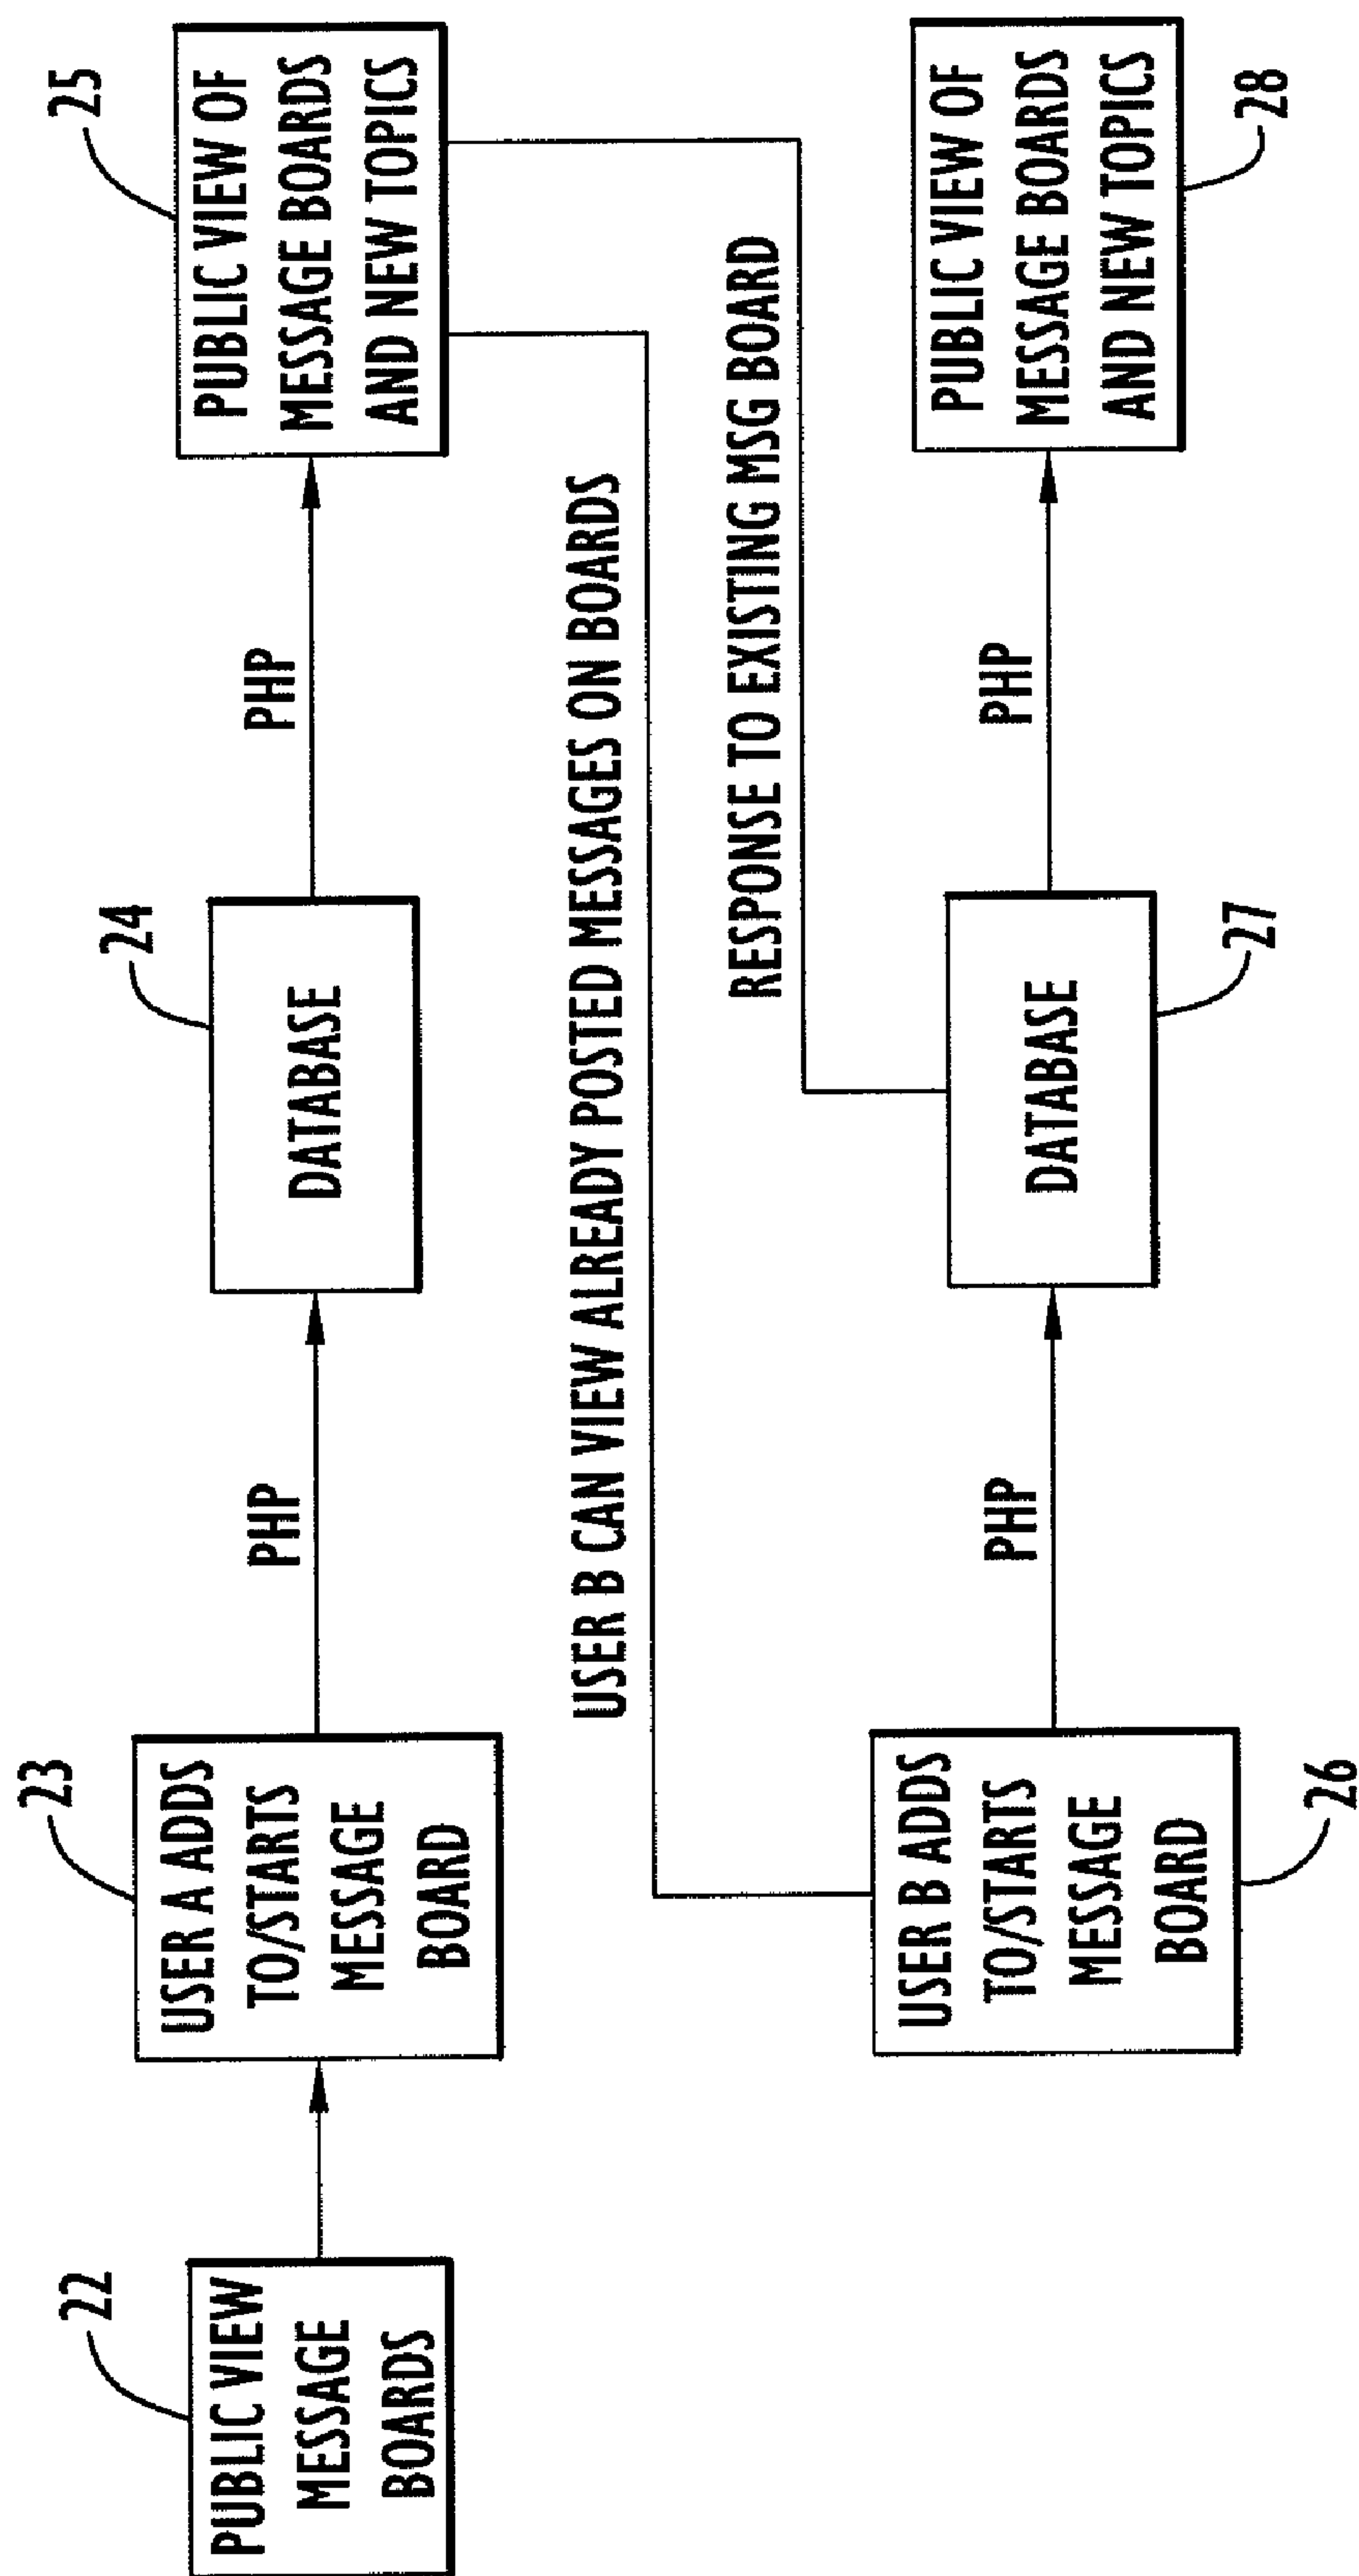 22
PUBLIC VIEW
MESSAGE
BOARDS
23
USER A ADDS
TO/STARTS
MESSAGE
BOARD
PHP
24
DATABASE
PHP
25
PUBLIC VIEW OF
MESSAGE BOARDS
AND NEW TOPICS
USER B CAN VIEW ALREADY POSTED MESSAGES ON BOARDS
RESPONSE TO EXISTING MSG BOARD
USER B ADDS
TO/STARTS
MESSAGE
BOARD
26
PHP
DATABASE
27
PHP
PUBLIC VIEW OF
MESSAGE BOARDS
AND NEW TOPICS
28